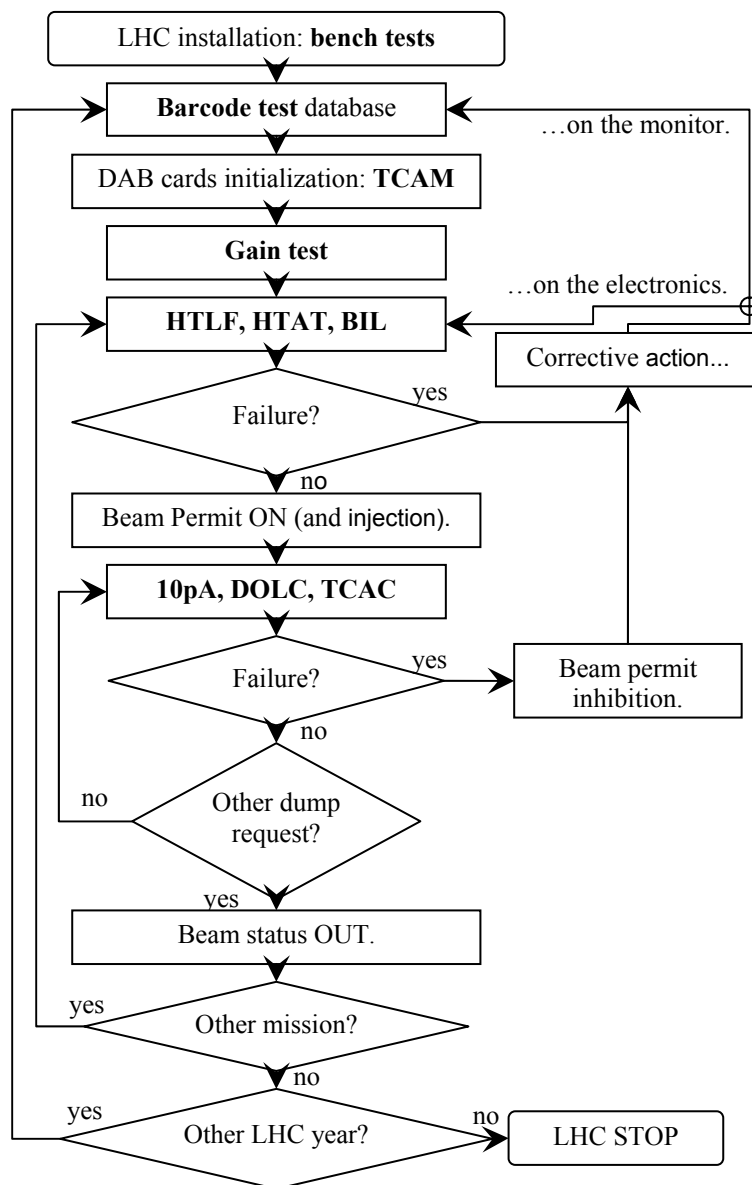 LHC installation: bench tests
Barcode test database
…on the monitor.
DAB cards initialization: TCAM
Gain test
…on the electronics.
HTLF, HTAT, BIL
Corrective action...
yes
Failure?
no
Beam Permit ON (and injection).
10pA, DOLC, TCAC
yes
Failure?
Beam permit
inhibition.
no
no
Other dump
request?
yes
Beam status OUT.
yes
Other mission?
no
yes
no
Other LHC year?
LHC STOP